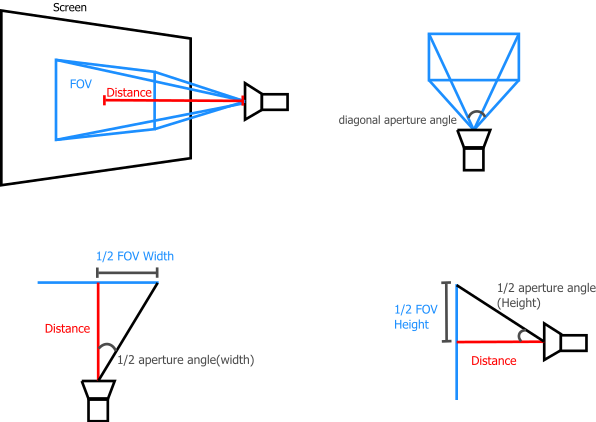 Screen
FOV
Distance
diagonal aperture angle
1/2 FOV Width
Distance
1/2 aperture angle(width)
1/2 aperture angle
(Height)
1/2 FOV
Height
Distance